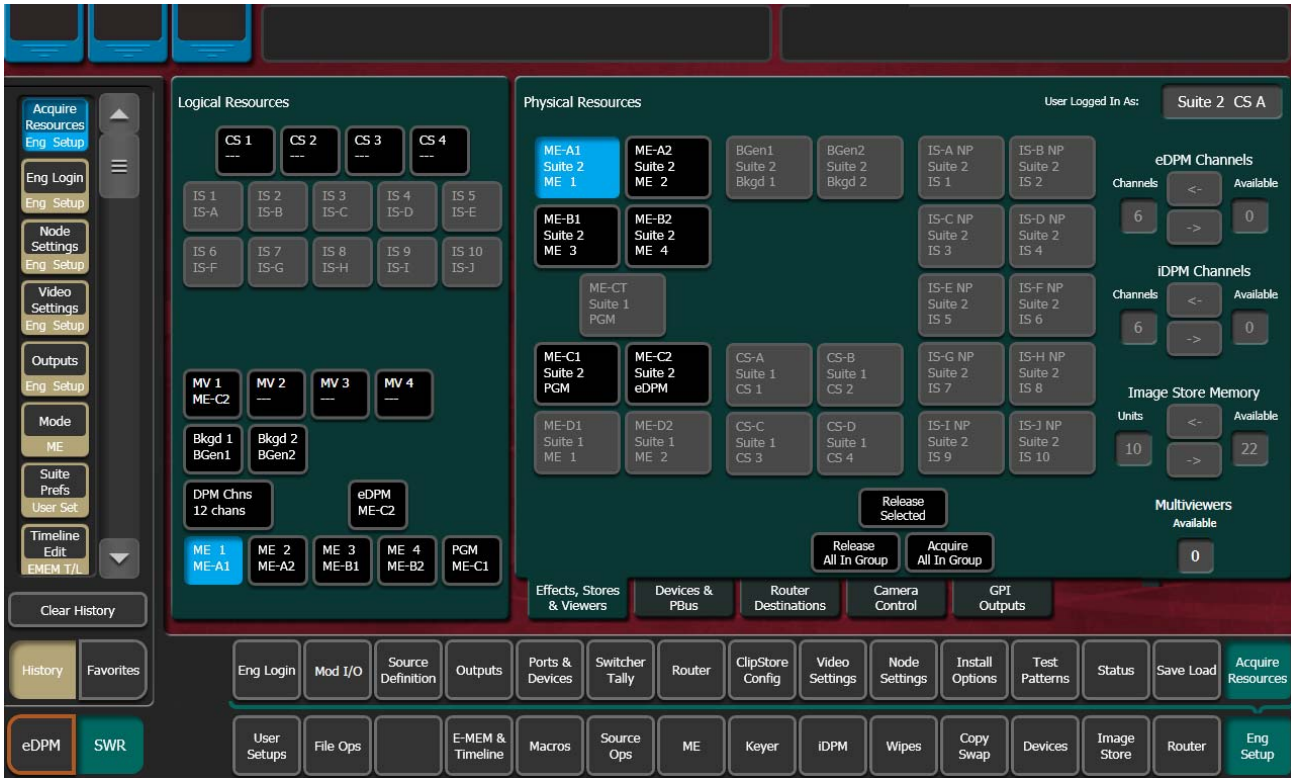 Acquire
Resources
Eng Setup
Eng Login
Eng Setup
Node
Settings
Eng Setup
Video
Settings
Eng Setup
Outputs
Eng Setup
Mode
ME
Suite
Prefs
User Set
Timeline
Edit
EMEM T/L
Clear History
History Favorites
eDPM SWR
Logical Resources
CS 1 CS 2 CS 3 CS 4
--- --- --- ---
IS 1 IS 2 IS 3 IS 4 IS 5
IS-A IS-B IS-C IS-D IS-E
IS 6 IS 7 IS 8 IS 9 IS 10
IS-F IS-G IS-H IS-I IS-J
MV 1 MV 2 MV 3 MV 4
ME-C2 --- --- ---
Bkgd 1 Bkgd 2
BGen1 BGen2
DPM Chns eDPM
12 chans ME-C2
ME 1 ME 2 ME 3 ME 4 PGM
ME-A1 ME-A2 ME-B1 ME-B2 ME-C1
Physical Resources
User Logged In As: Suite 2 CS A
ME-A1 ME-A2 BGen1 BGen2 IS-A NP IS-B NP
Suite 2 Suite 2 Suite 2 Suite 2 Suite 2 Suite 2
ME 1 ME 2 Bkgd 1 Bkgd 2 IS 1 IS 2
ME-B1 ME-B2 IS-C NP IS-D NP
Suite 2 Suite 2 Suite 2 Suite 2
ME 3 ME 4 IS 3 IS 4
ME-CT IS-E NP IS-F NP
Suite 1 Suite 2 Suite 2
PGM IS 5 IS 6
ME-C1 ME-C2 CS-A CS-B IS-G NP IS-H NP
Suite 2 Suite 2 Suite 1 Suite 1 Suite 2 Suite 2
PGM eDPM CS 1 CS 2 IS 7 IS 8
ME-D1 ME-D2 CS-C CS-D IS-I NP IS-J NP
Suite 1 Suite 1 Suite 1 Suite 1 Suite 2 Suite 2
ME 1 ME 2 CS 3 CS 4 IS 9 IS 10
Release
Selected
Release Acquire
All In Group All In Group
eDPM Channels
Channels <- Available
6 -> 0
iDPM Channels
Channels <- Available
6 -> 0
Image Store Memory
Units <- Available
10 -> 22
Multiviewers
Available
0
Effects, Stores Devices & Router Camera GPI
& Viewers PBus Destinations Control Outputs
Eng Login Mod I/O Source Definition Outputs Ports & Devices Switcher Tally Router ClipStore Config Video Settings Node Settings Install Options Test Patterns Status Save Load Acquire Resources
User Setups File Ops E-MEM & Timeline Macros Source Ops ME Keyer iDPM Wipes Copy Swap Devices Image Store Router Eng Setup